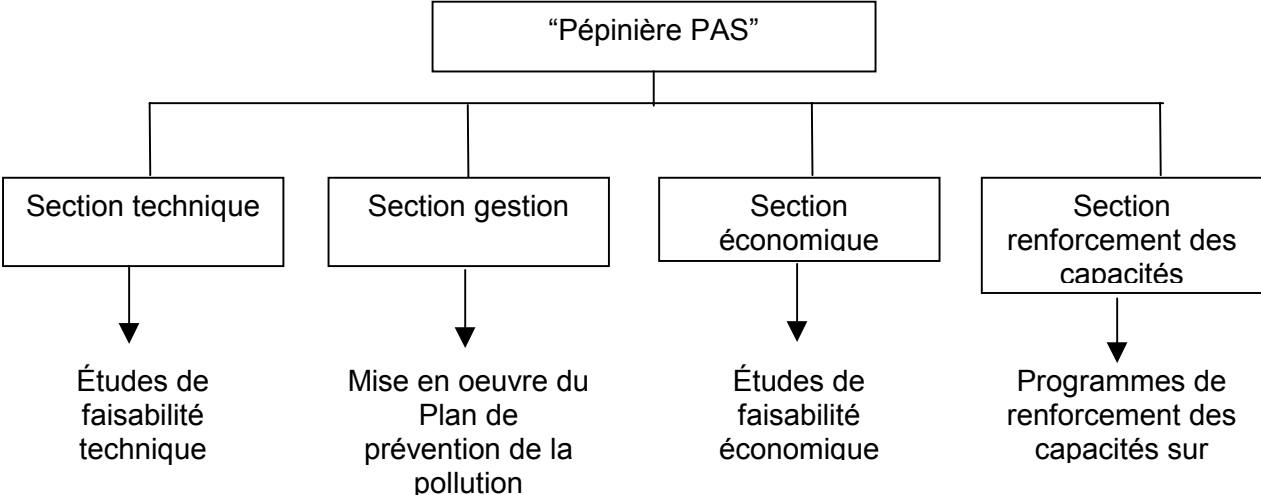 “Pépinière PAS”
Section technique
Section gestion
Section
économique
Section
renforcement des
capacités
Études de
faisabilité
technique
Mise en oeuvre du
Plan de
prévention de la
pollution
Études de
faisabilité
économique
Programmes de
renforcement des
capacités sur